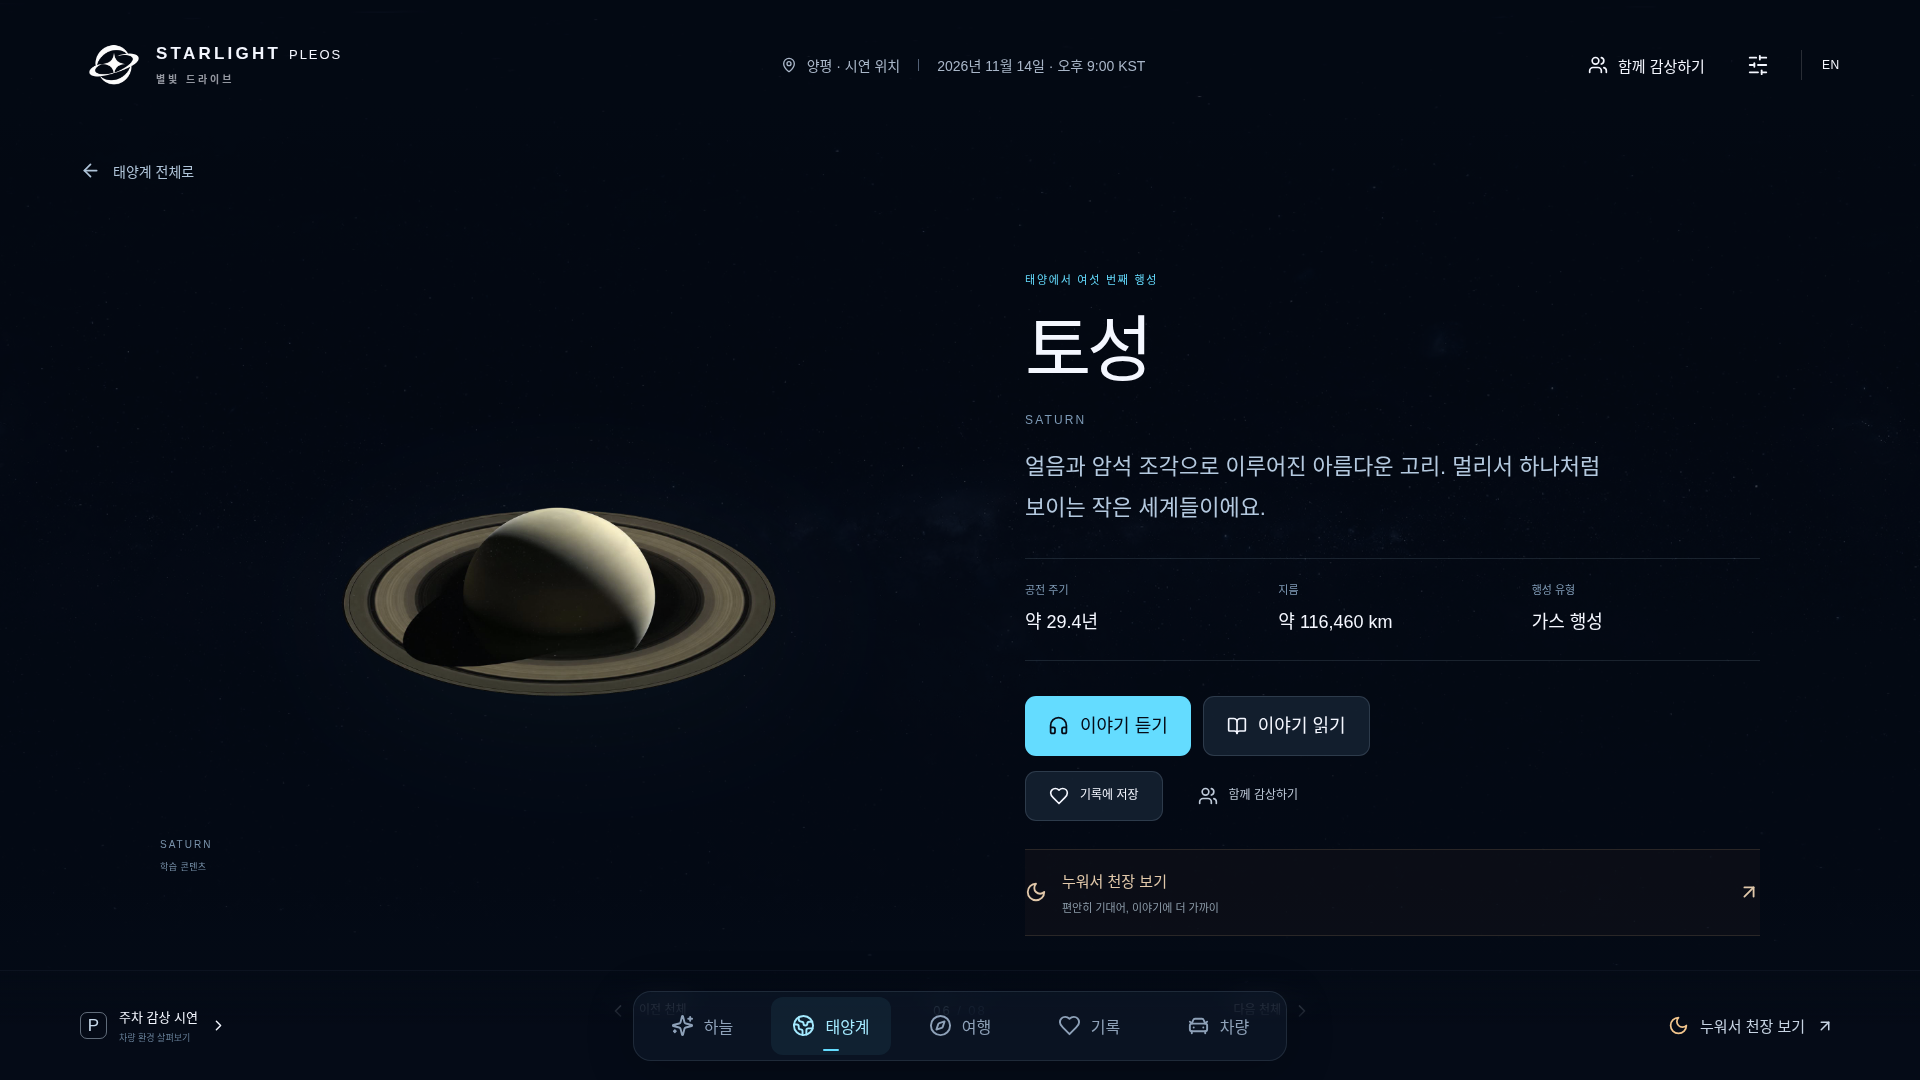 STARLIGHT PLEOS
별빛 드라이브
양평 · 시연 위치
2026년 11월 14일 · 오후 9:00 KST
함께 감상하기
EN
태양계 전체로
태양에서 여섯 번째 행성
토성
SATURN
얼음과 암석 조각으로 이루어진 아름다운 고리. 멀리서 하나처럼
보이는 작은 세계들이에요.
공전 주기
지름
행성 유형
약 29.4년
약 116,460 km
가스 행성
이야기 듣기
이야기 읽기
기록에 저장
함께 감상하기
SATURN
학습 콘텐츠
누워서 천장 보기
편안히 기대어, 이야기에 더 가까이
이전 천체
06 / 08
다음 천체
P
주차 감상 시연
차량 환경 살펴보기
하늘
태양계
여행
기록
차량
누워서 천장 보기